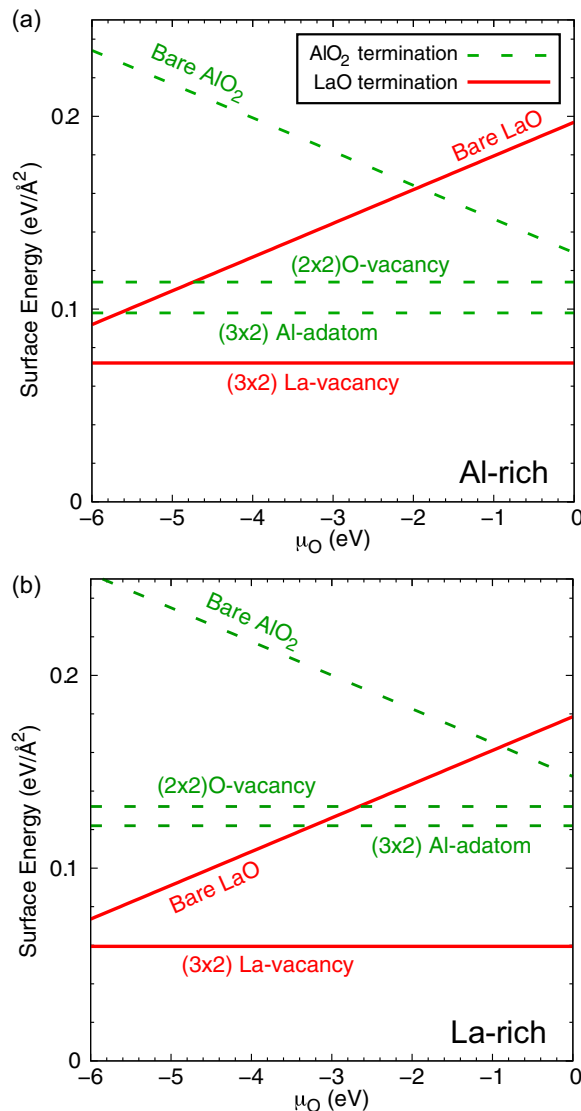 (a)
Surface Energy (eV/Å²)
0.2
0.1
0
Bare AlO₂
AlO₂ termination
LaO termination
Bare LaO
(2x2)O-vacancy
(3x2) Al-adatom
(3x2) La-vacancy
Al-rich
−6 −5 −4 −3 −2 −1 0
μO (eV)
(b)
Surface Energy (eV/Å²)
0.2
0.1
0
Bare AlO₂
(2x2)O-vacancy
(3x2) Al-adatom
Bare LaO
(3x2) La-vacancy
La-rich
−6 −5 −4 −3 −2 −1 0
μO (eV)